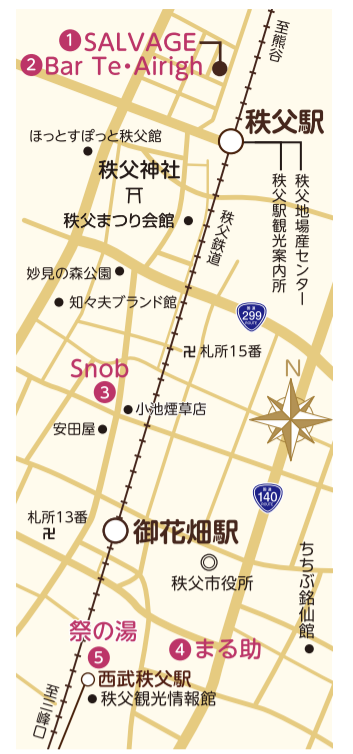 1 SALVAGE
2 Bar Te・Airigh
至熊谷
秩父駅
ほっとすぽっと秩父館
秩父神社
秩父まつり会館
秩父鉄道
秩父地場産センター
秩父駅観光案内所
妙見の森公園
知々夫ブランド館
国道
299
ROUTE
札所15番
Snob
3
小池煙草店
安田屋
N
国道
140
ROUTE
札所13番
御花畑駅
秩父市役所
ちちぶ銘仙館
祭の湯
5
4 まる助
西武秩父駅
秩父観光情報館
至三峰口